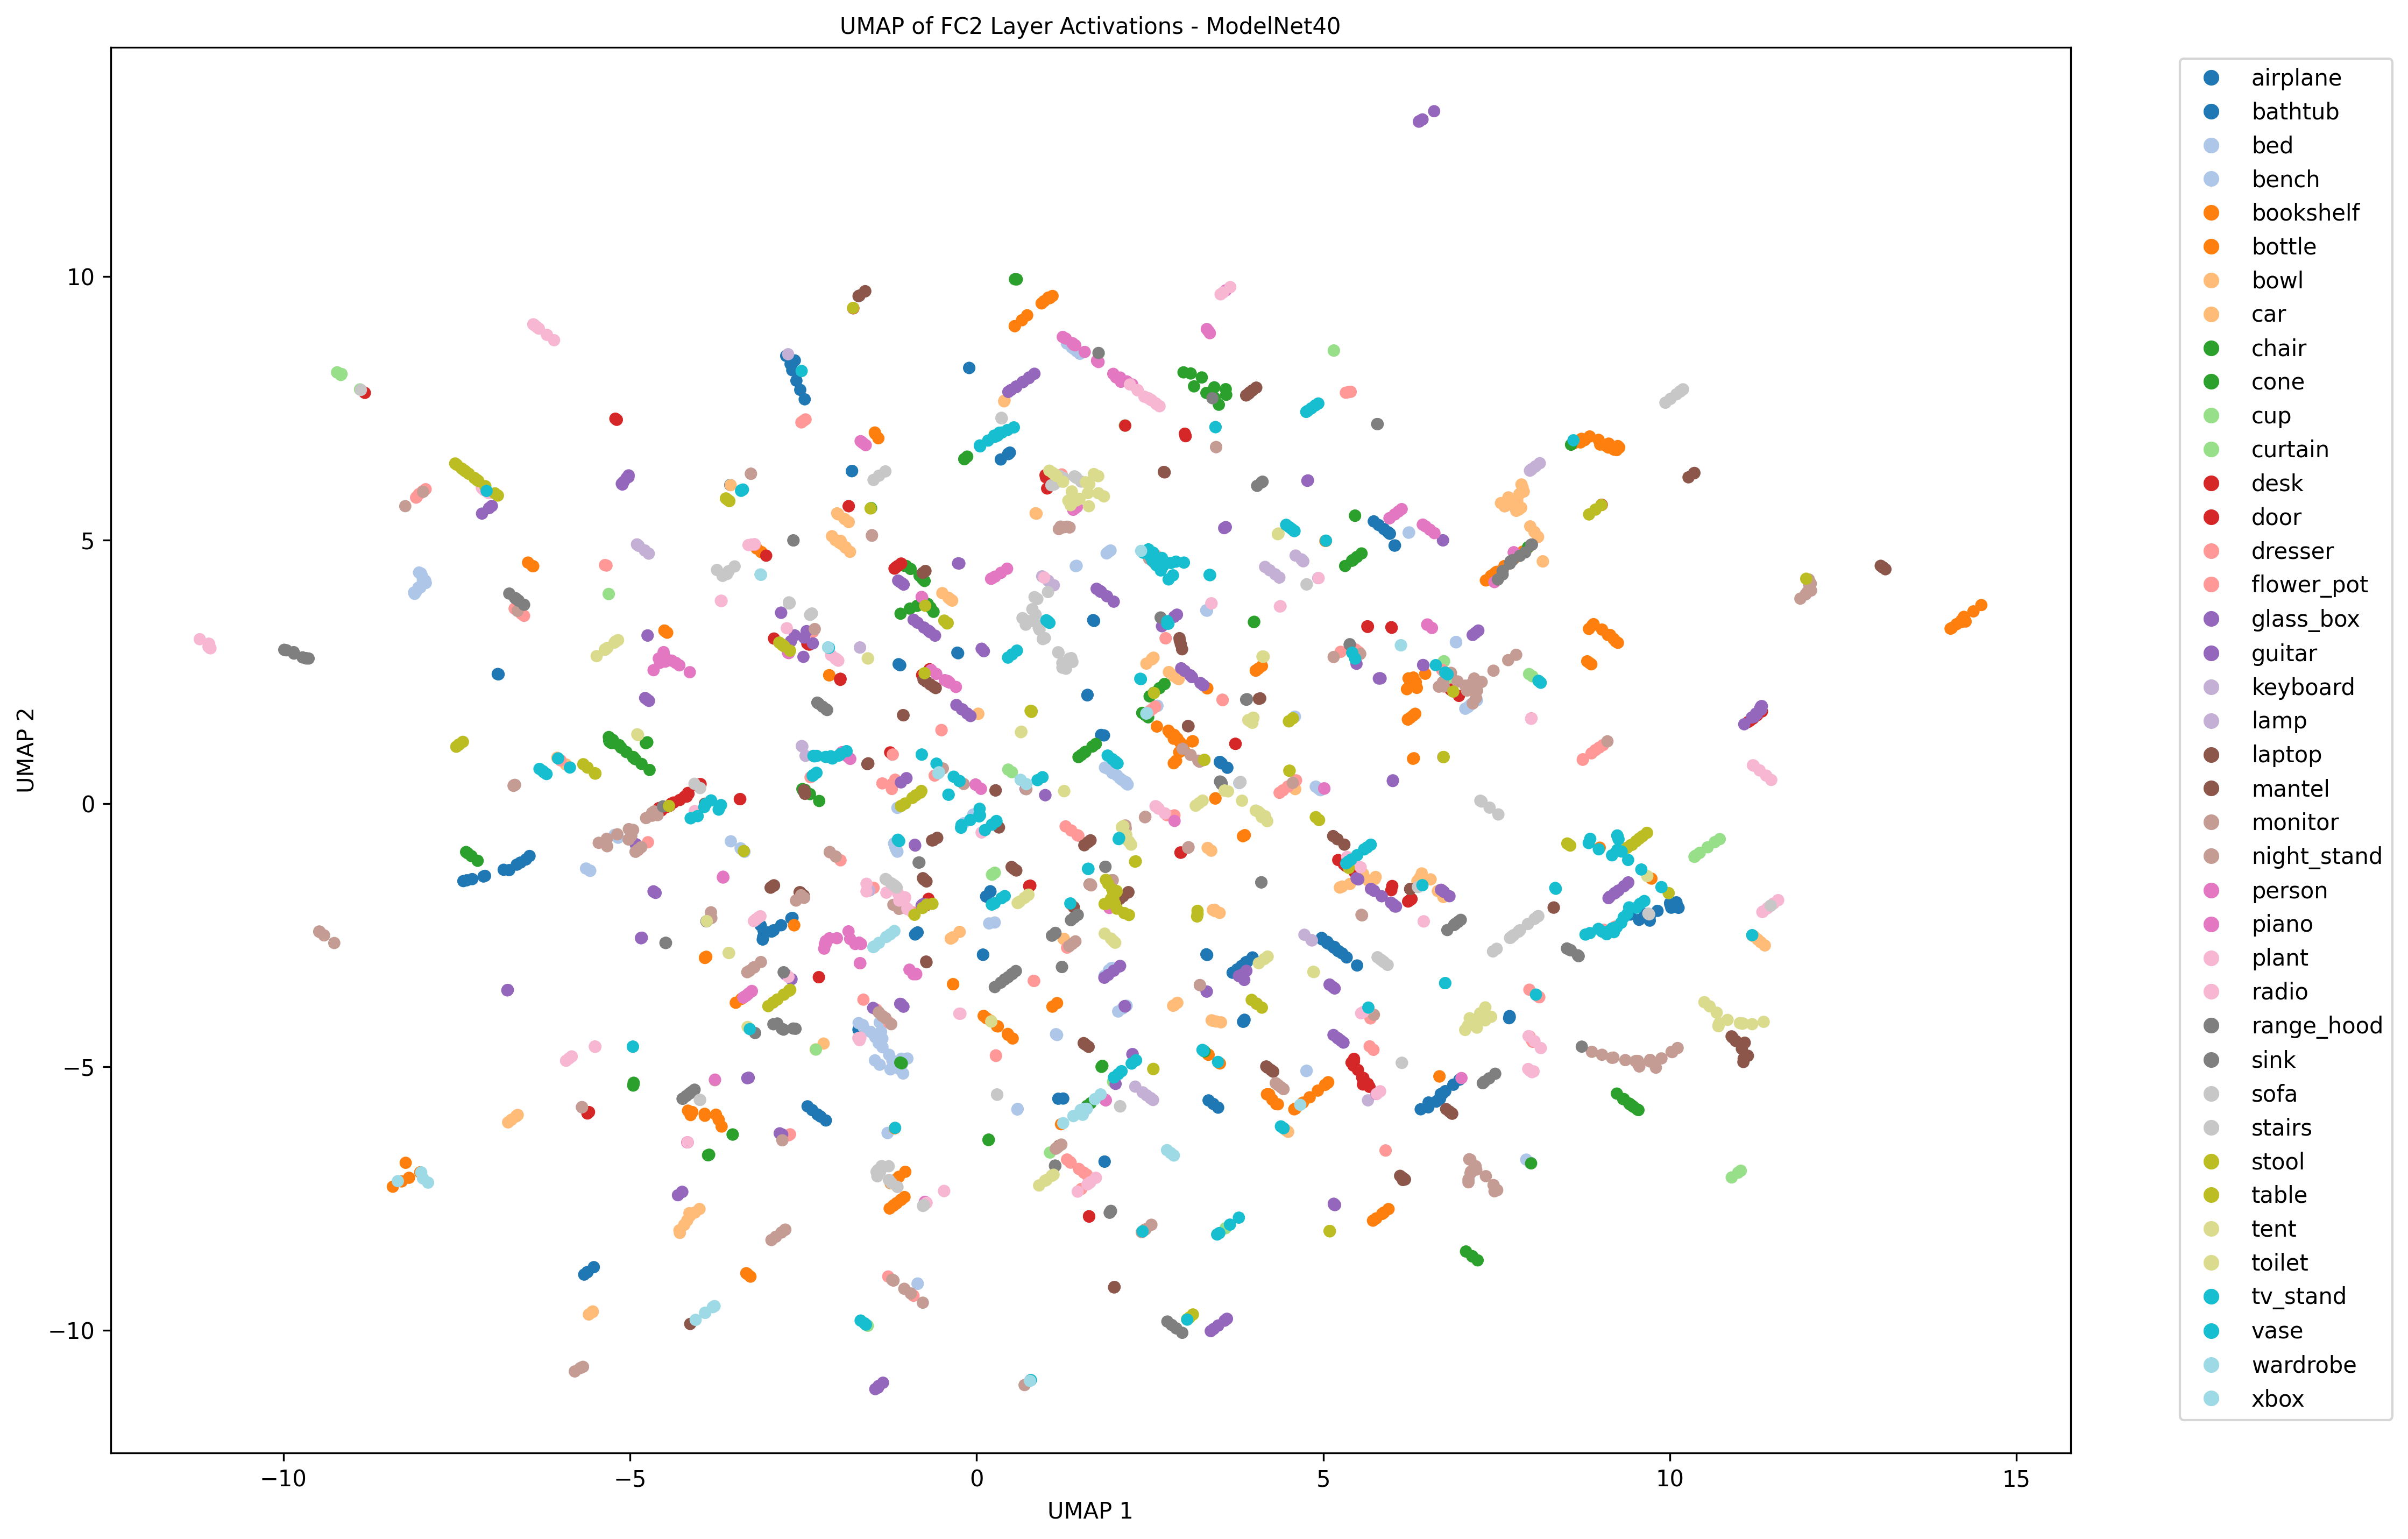 UMAP of FC2 Layer Activations - ModelNet40
10
5
0
−5
−10
UMAP 2
−10
−5
0
5
10
15
UMAP 1
airplane
bathtub
bed
bench
bookshelf
bottle
bowl
car
chair
cone
cup
curtain
desk
door
dresser
flower_pot
glass_box
guitar
keyboard
lamp
laptop
mantel
monitor
night_stand
person
piano
plant
radio
range_hood
sink
sofa
stairs
stool
table
tent
toilet
tv_stand
vase
wardrobe
xbox